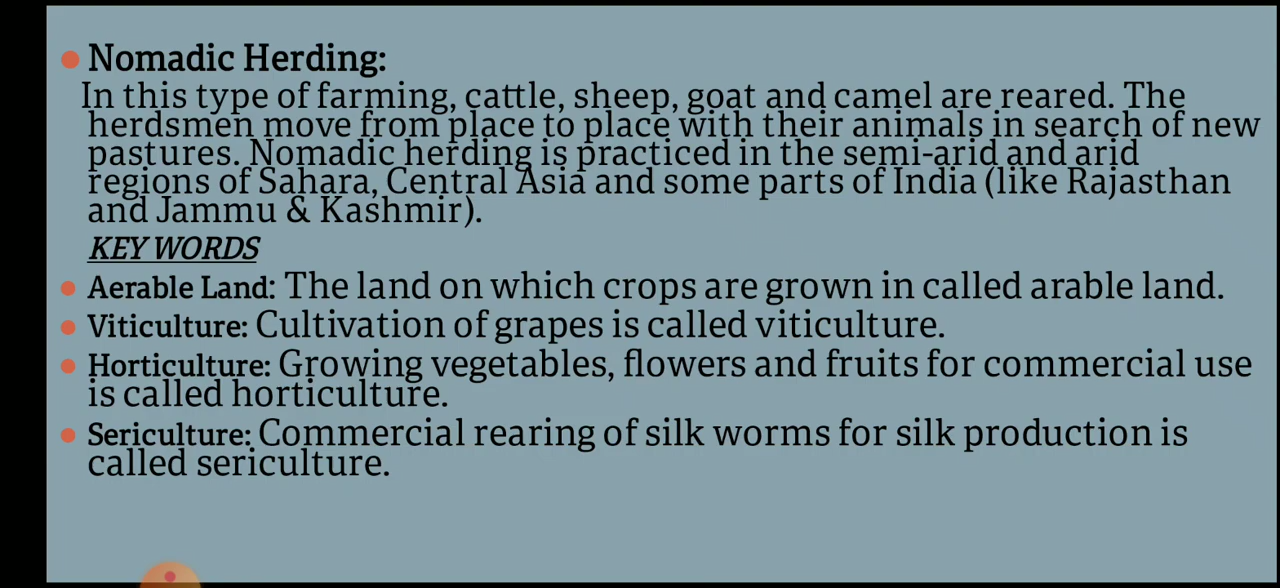 Nomadic Herding:
In this type of farming, cattle, sheep, goat and camel are reared. The
herdsmen move from place to place with their animals in search of new
pastures. Nomadic herding is practiced in the semi-arid and arid
regions of Sahara, Central Asia and some parts of India (like Rajasthan
and Jammu & Kashmir).
KEY WORDS
Aerable Land: The land on which crops are grown in called arable land.
Viticulture: Cultivation of grapes is called viticulture.
Horticulture: Growing vegetables, flowers and fruits for commercial use
is called horticulture.
Sericulture: Commercial rearing of silk worms for silk production is
called sericulture.